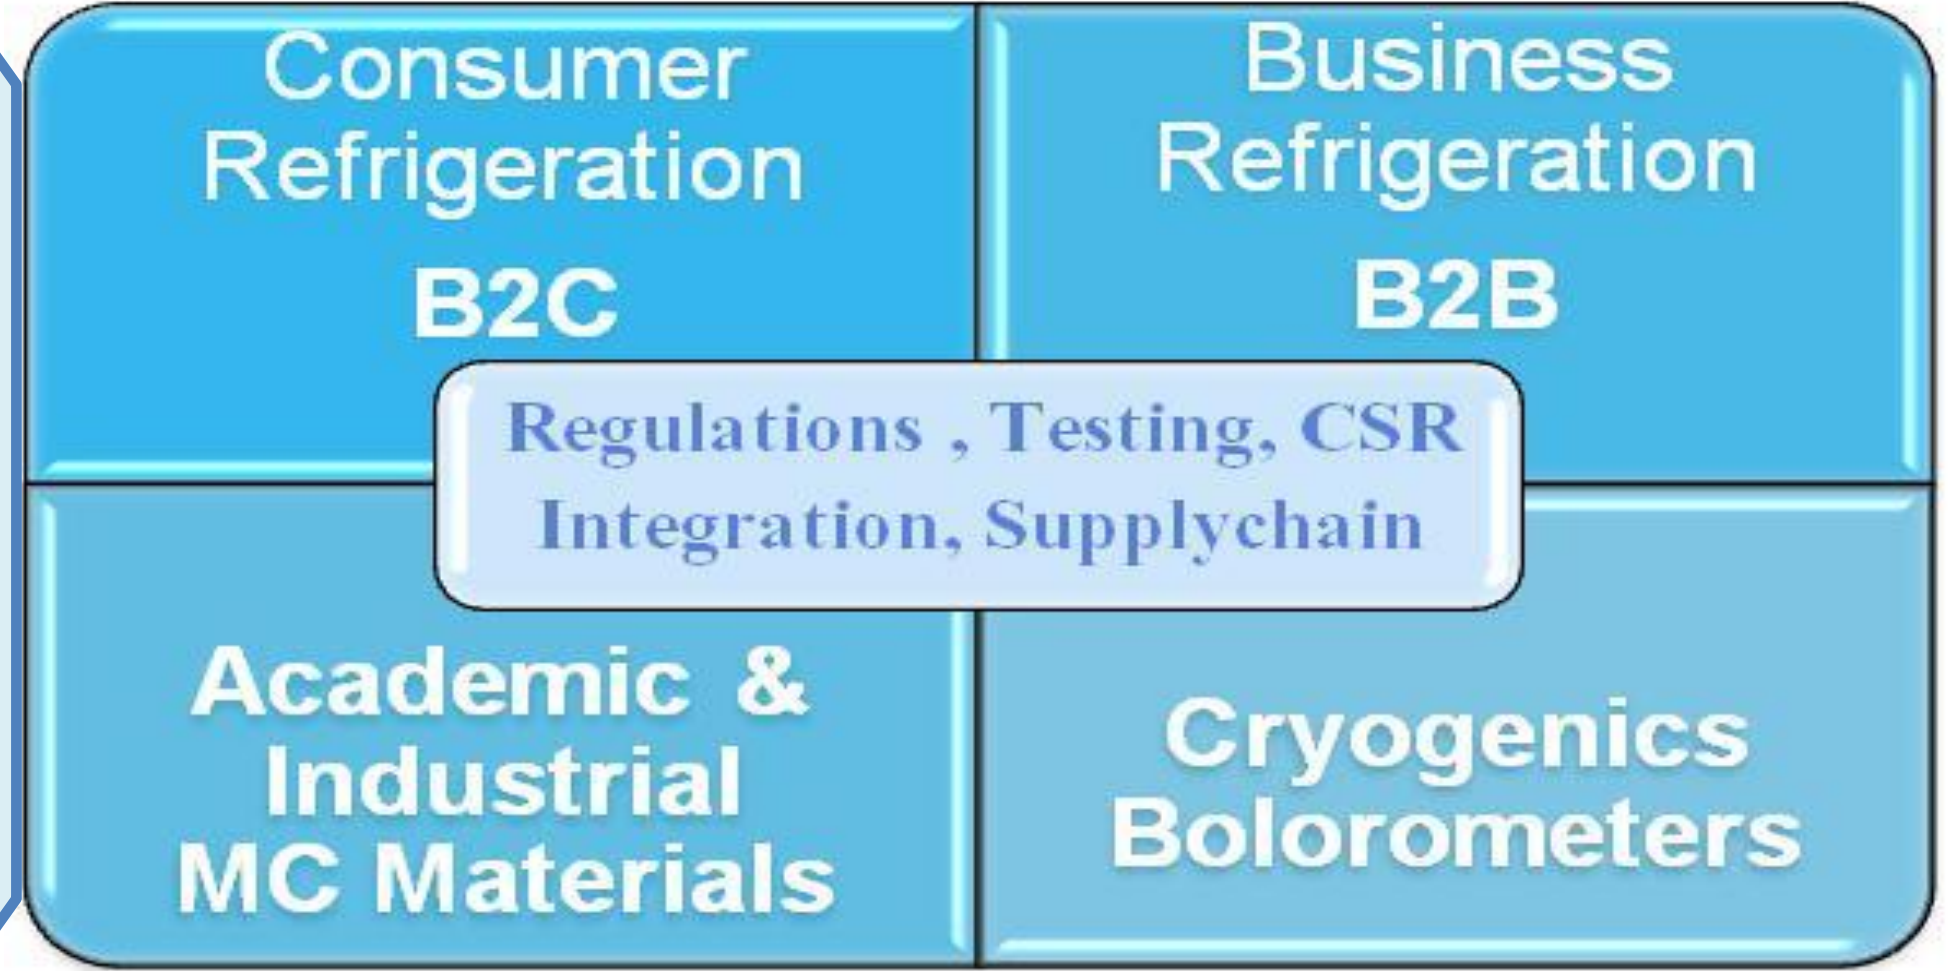 Consumer
Refrigeration
B2C
Business
Refrigeration
B2B
Regulations , Testing, CSR
Integration, Supplychain
Academic &
Industrial
MC Materials
Cryogenics
Bolorometers